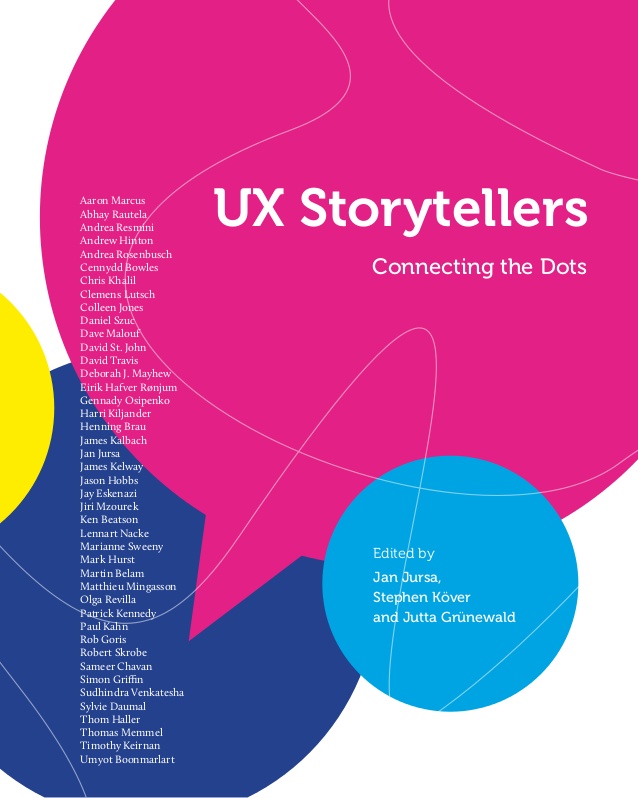 UX Storytellers
Connecting the Dots
Aaron Marcus
Abhay Rautela
Andrea Resmini
Andrew Hinton
Andrea Rosenbusch
Cennydd Bowles
Chris Khalil
Clemens Lutsch
Colleen Jones
Daniel Szuc
Dave Malouf
David St. John
David Travis
Deborah J. Mayhew
Eirik Hafver Rønjum
Gennady Osipenko
Harri Kiljander
Henning Brau
James Kalbach
Jan Jursa
James Kelway
Jason Hobbs
Jay Eskenazi
Jiri Mzourek
Ken Beatson
Lennart Nacke
Marianne Sweeny
Mark Hurst
Martin Belam
Matthieu Mingasson
Olga Revilla
Patrick Kennedy
Paul Kahn
Rob Goris
Robert Skrobe
Sameer Chavan
Simon Griffin
Sudhindra Venkatesha
Sylvie Daumal
Thom Haller
Thomas Memmel
Timothy Keirnan
Umyot Boonmarlart
Edited by
Jan Jursa,
Stephen Köver
and Jutta Grünewald